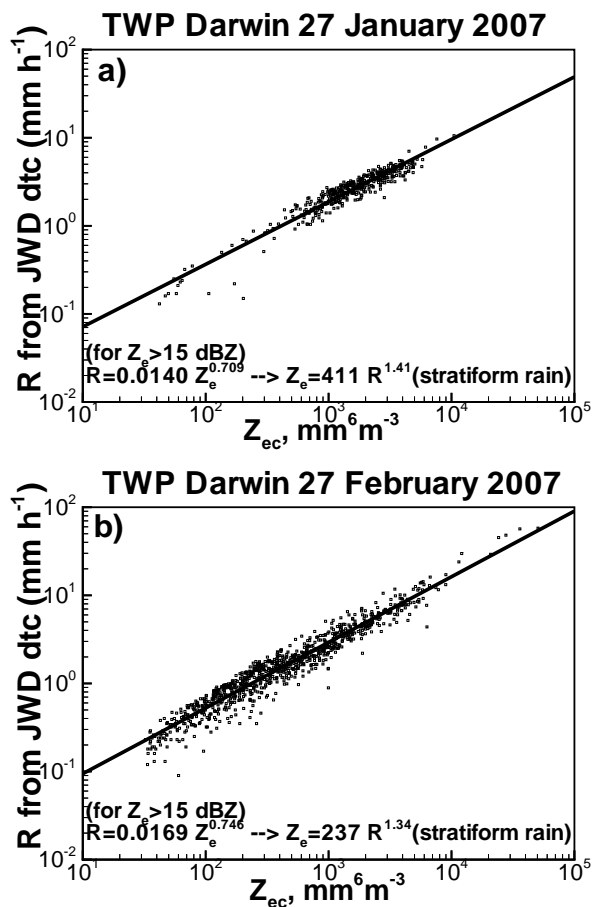 TWP Darwin 27 January 2007
a)
R from JWD dtc (mm h⁻¹)
10²
10¹
10⁰
10⁻¹
10⁻²
(for Zₑ>15 dBZ)
R=0.0140 Zₑ^0.709 --> Zₑ=411 R^1.41(stratiform rain)
10¹ 10² 10³ 10⁴ 10⁵
Z_ec, mm⁶m⁻³
TWP Darwin 27 February 2007
b)
R from JWD dtc (mm h⁻¹)
10²
10¹
10⁰
10⁻¹
10⁻²
(for Zₑ>15 dBZ)
R=0.0169 Zₑ^0.746 --> Zₑ=237 R^1.34(stratiform rain)
10¹ 10² 10³ 10⁴ 10⁵
Z_ec, mm⁶m⁻³